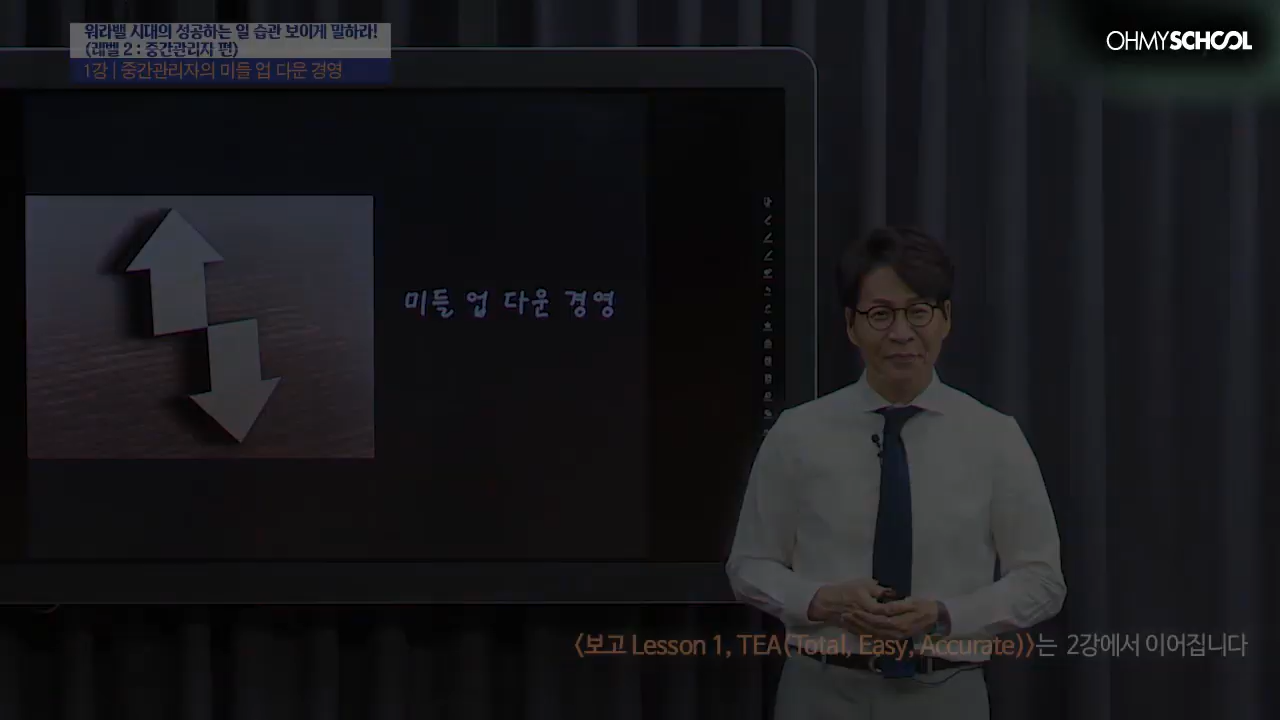 워라밸 시대의 성공하는 일 습관 보이게 말하라!
(레벨 2 : 중간관리자 편)
1강 | 중간관리자의 미들 업 다운 경영
OHMYSCHOOL
미들 업 다운 경영
<보고 Lesson 1, TEA(Total, Easy, Accurate)>는 2강에서 이어집니다